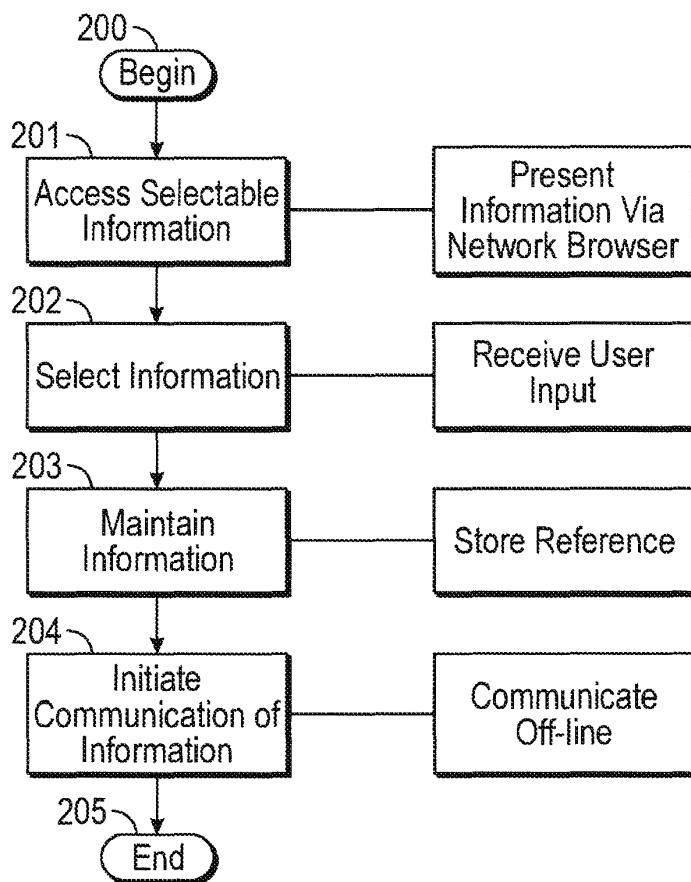 200
Begin
201
Access Selectable
Information
Present
Information Via
Network Browser
202
Select Information
Receive User
Input
203
Maintain
Information
Store Reference
204
Initiate
Communication of
Information
Communicate
Off-line
205
End